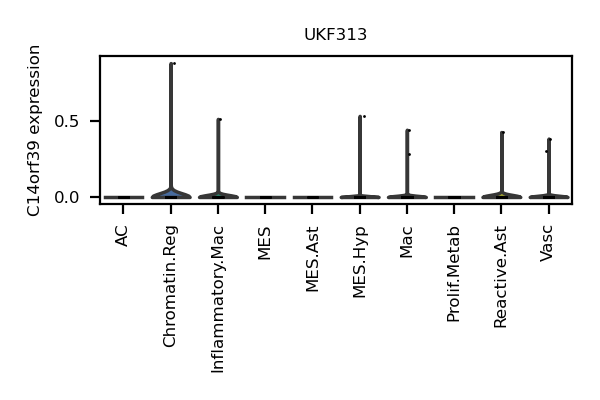 UKF313
C14orf39 expression
0.5
0.0
AC
Chromatin.Reg
Inflammatory.Mac
MES
MES.Ast
MES.Hyp
Mac
Prolif.Metab
Reactive.Ast
Vasc